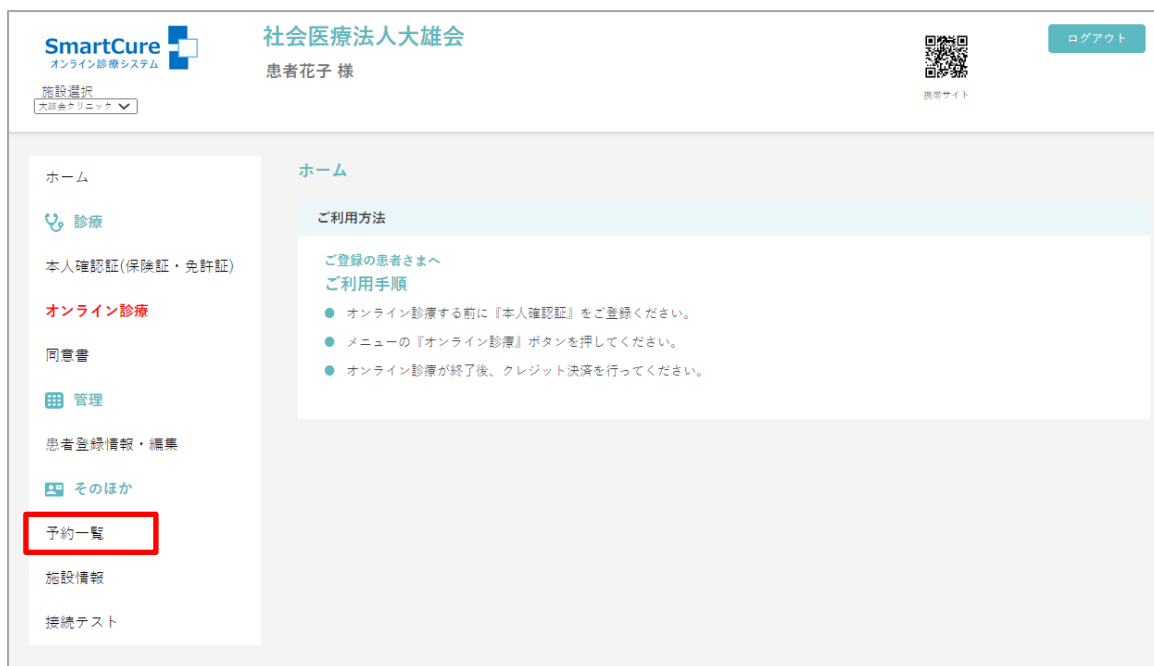 SmartCure
オンライン診療システム
施設選択
大雄会クリニック
社会医療法人大雄会
患者花子 様
携帯サイト
ログアウト
ホーム
診療
本人確認証(保険証・免許証)
オンライン診療
同意書
管理
患者登録情報・編集
そのほか
予約一覧
施設情報
接続テスト
ホーム
ご利用方法
ご登録の患者さまへ
ご利用手順
● オンライン診療する前に『本人確認証』をご登録ください。
● メニューの『オンライン診療』ボタンを押してください。
● オンライン診療が終了後、クレジット決済を行ってください。